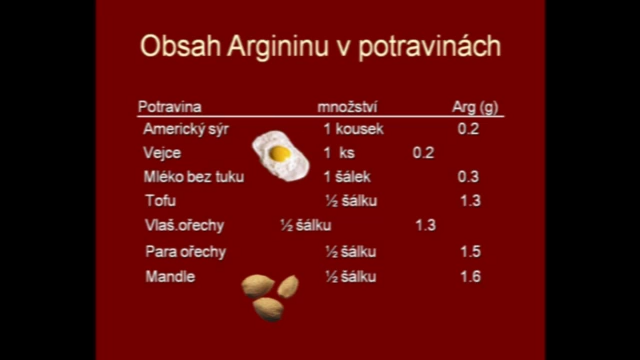 Obsah Argininu v potravinách
Potravina množství Arg (g)
Americký sýr 1 kousek 0.2
Vejce 1 ks 0.2
Mléko bez tuku 1 šálek 0.3
Tofu ½ šálku 1.3
Vlaš.ořechy ½ šálku 1.3
Para ořechy ½ šálku 1.5
Mandle ½ šálku 1.6